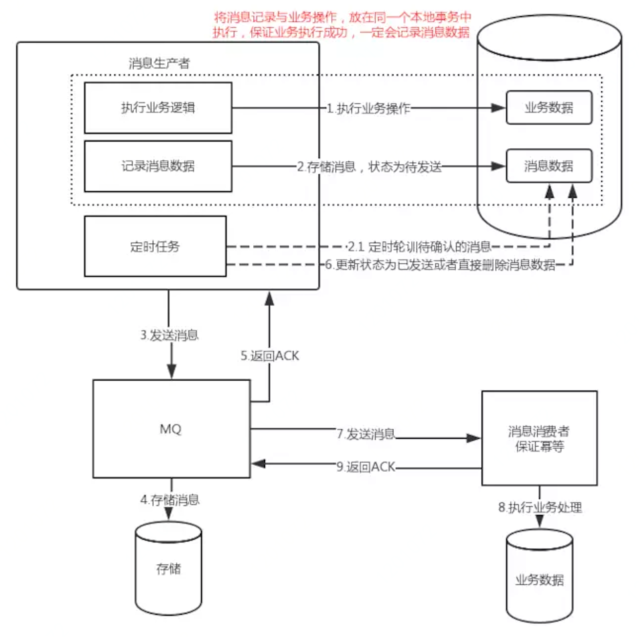 将消息记录与业务操作，放在同一个本地事务中
执行，保证业务执行成功，一定会记录消息数据
消息生产者
执行业务逻辑
1.执行业务操作
业务数据
记录消息数据
2.存储消息，状态为待发送
消息数据
定时任务
2.1 定时轮训待确认的消息
6.更新状态为已发送或者直接删除消息数据
3.发送消息
5.返回ACK
MQ
7.发送消息
消息消费者
保证幕等
9.返回ACK
4.存储消息
8.执行业务处理
存储
业务数据